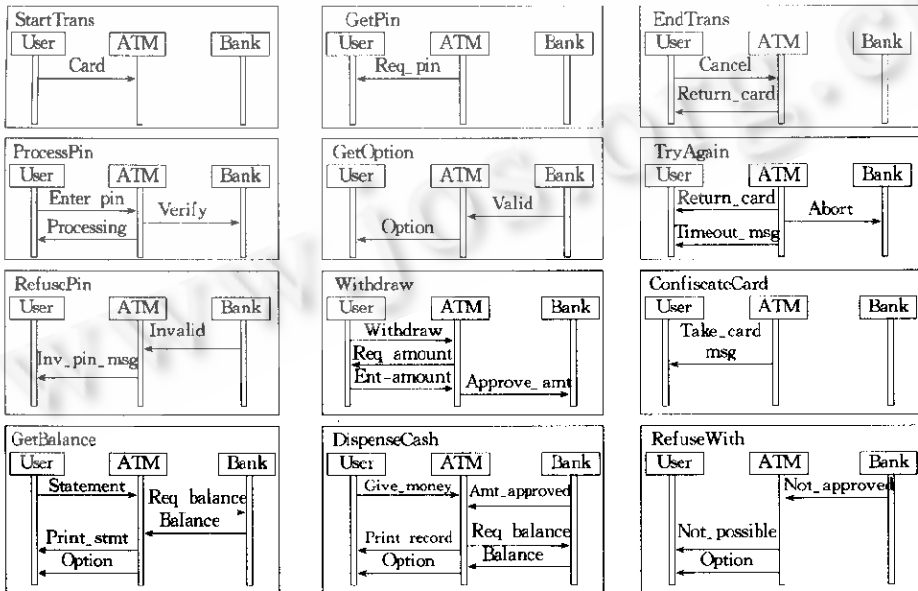 StartTrans
User ATM Bank
Card
GetPin
User ATM Bank
Req_pin
EndTrans
User ATM Bank
Cancel
Return_card
ProcessPin
User ATM Bank
Enter pin
Verify
Processing
GetOption
User ATM Bank
Valid
Option
TryAgain
User ATM Bank
Return_card
Abort
Timeout_msg
RefusePin
User ATM Bank
Invalid
Inv_pin_msg
Withdraw
User ATM Bank
Withdraw
Req amount
Ent-amount
Approve_amt
ConfiscateCard
User ATM Bank
Take_card
msg
GetBalance
User ATM Bank
Statement
Req balance
Balance
Print_stmt
Option
DispenseCash
User ATM Bank
Give_money
Amt_approved
Req balance
Print record
Balance
Option
RefuseWith
User ATM Bank
Not_approved
Not_possible
Option